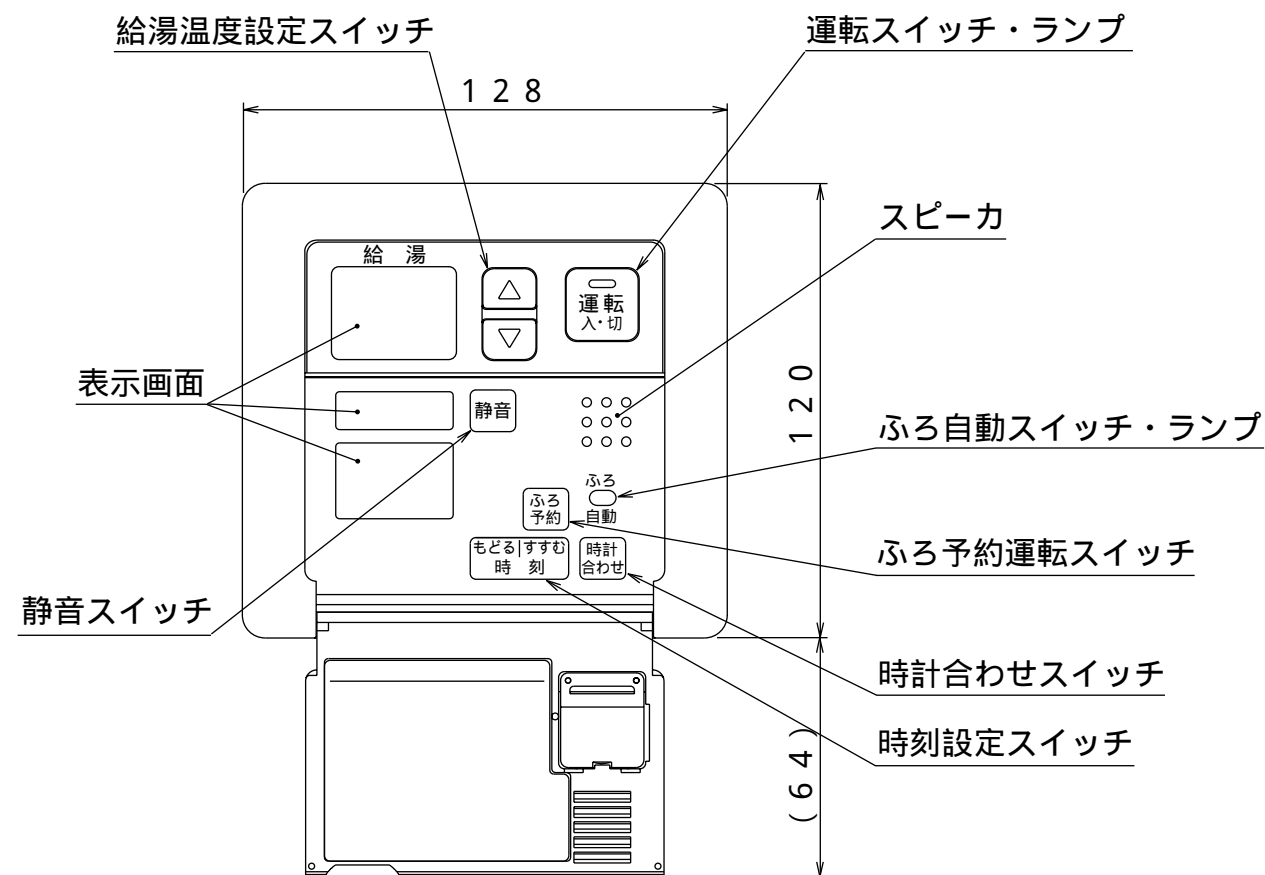 給湯温度設定スイッチ
運転スイッチ・ランプ
128
スピーカ
給 湯
運転
入・切
120
表示画面
静音
ふろ自動スイッチ・ランプ
ふろ
自動
ふろ
予約
ふろ予約運転スイッチ
もどる|すすむ
時 刻
時計
合わせ
静音スイッチ
時計合わせスイッチ
時刻設定スイッチ
(64)